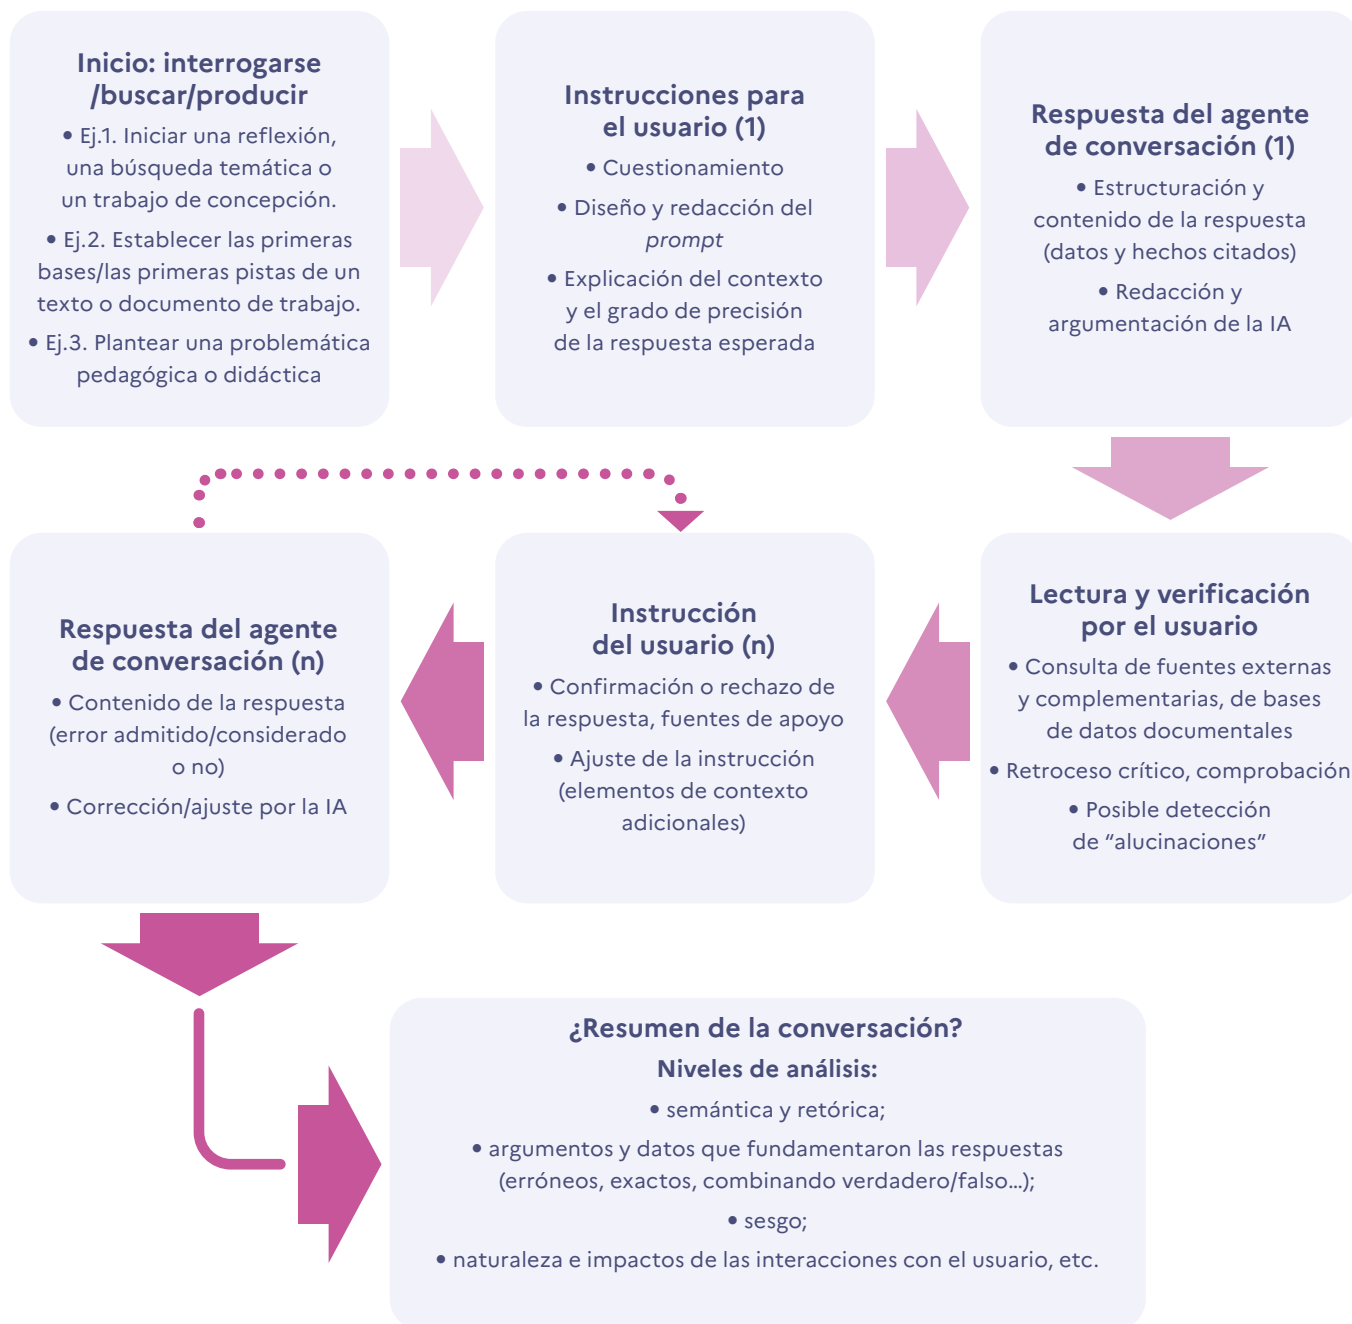 Inicio: interrogarse
/buscar/producir
• Ej.1. Iniciar una reflexión,
una búsqueda temática o
un trabajo de concepción.
• Ej.2. Establecer las primeras
bases/las primeras pistas de un
texto o documento de trabajo.
• Ej.3. Plantear una problemática
pedagógica o didáctica
Instrucciones para
el usuario (1)
• Cuestionamiento
• Diseño y redacción del
prompt
• Explicación del contexto
y el grado de precisión
de la respuesta esperada
Respuesta del agente
de conversación (1)
• Estructuración y
contenido de la respuesta
(datos y hechos citados)
• Redacción y
argumentación de la IA
Lectura y verificación
por el usuario
• Consulta de fuentes externas
y complementarias, de bases
de datos documentales
• Retroceso crítico, comprobación
• Posible detección
de “alucinaciones”
Instrucción
del usuario (n)
• Confirmación o rechazo de
la respuesta, fuentes de apoyo
• Ajuste de la instrucción
(elementos de contexto
adicionales)
Respuesta del agente
de conversación (n)
• Contenido de la respuesta
(error admitido/considerado
o no)
• Corrección/ajuste por la IA
¿Resumen de la conversación?
Niveles de análisis:
• semántica y retórica;
• argumentos y datos que fundamentaron las respuestas
(erróneos, exactos, combinando verdadero/falso…);
• sesgo;
• naturaleza e impactos de las interacciones con el usuario, etc.